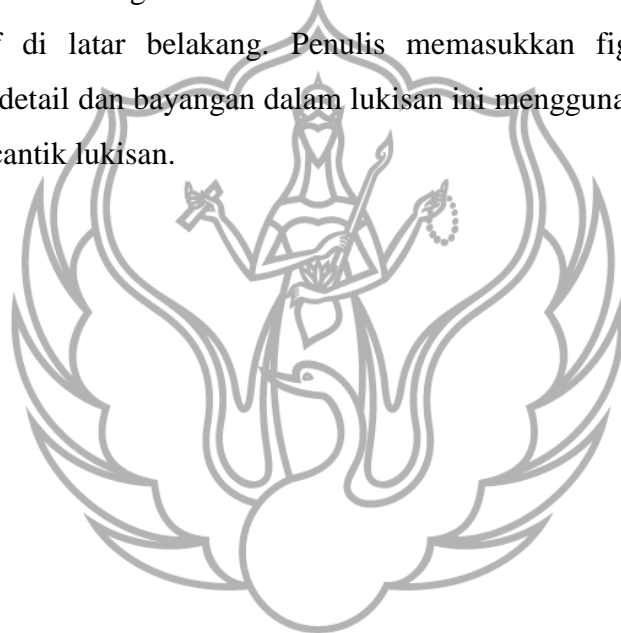 f di latar belakang. Penulis memasukkan fig
detail dan bayangan dalam lukisan ini mengguna
cantik lukisan.